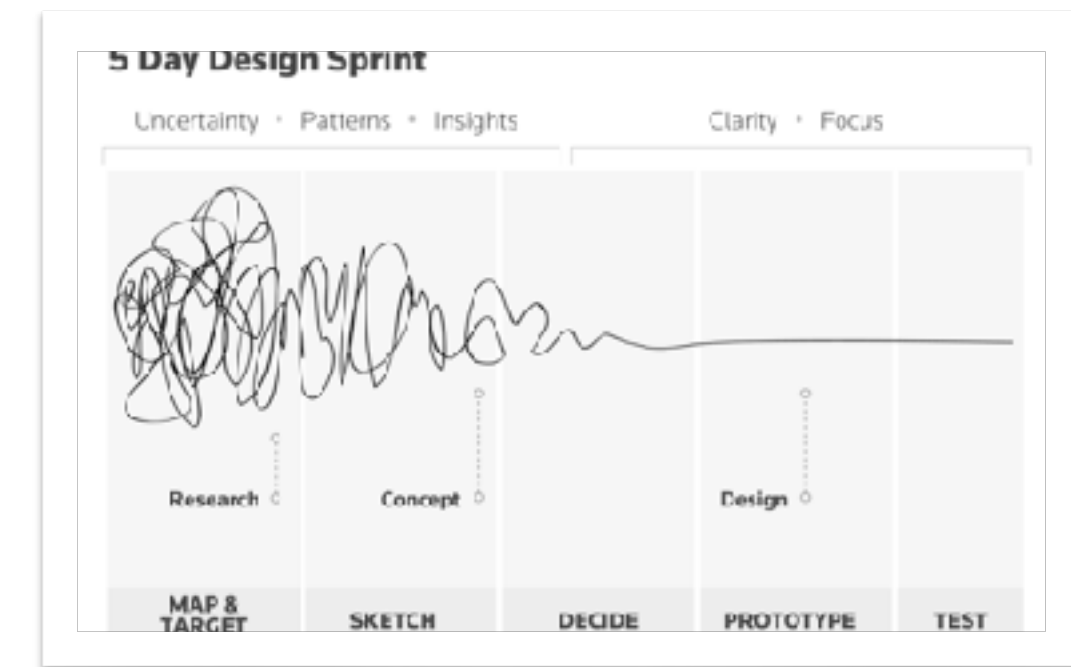 5 Day Design Sprint
Uncertainty • Patterns • Insights
Clarity • Focus
Research
Concept
Design
MAP &
TARGET
SKETCH
DECIDE
PROTOTYPE
TEST